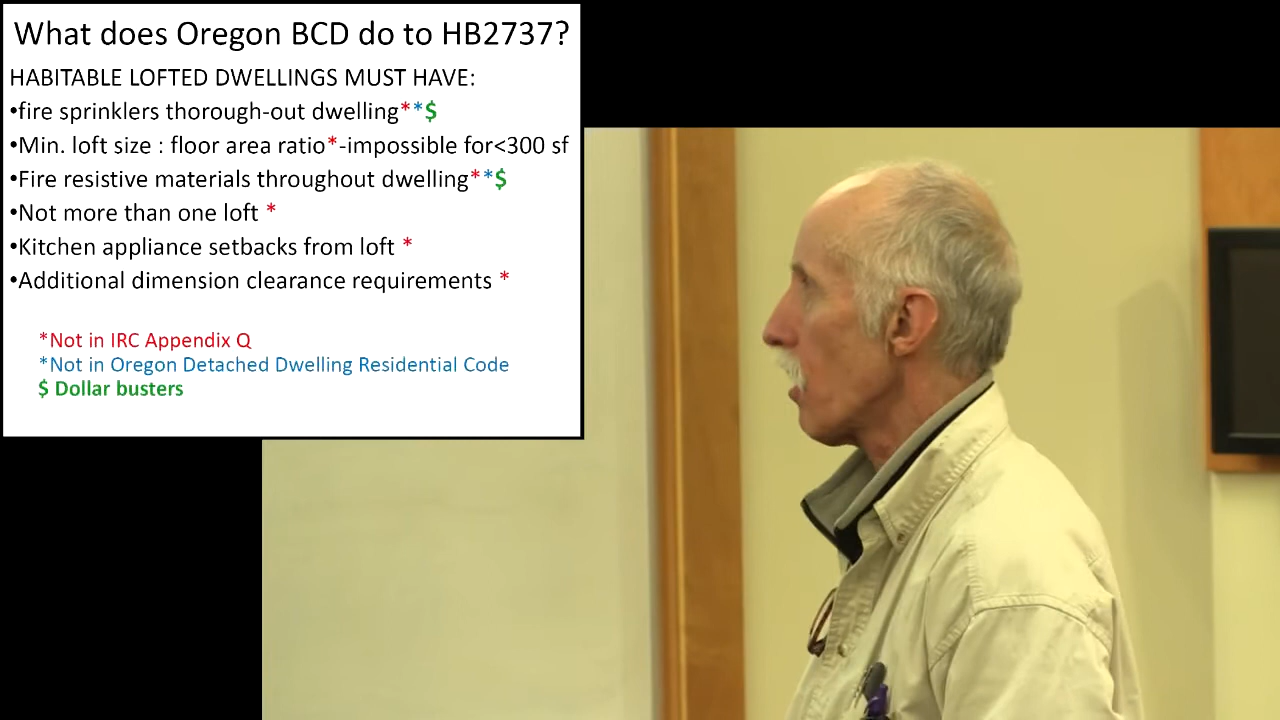 What does Oregon BCD do to HB2737?
HABITABLE LOFTED DWELLINGS MUST HAVE:
•fire sprinklers thorough-out dwelling**$
•Min. loft size : floor area ratio*-impossible for<300 sf
•Fire resistive materials throughout dwelling**$
•Not more than one loft *
•Kitchen appliance setbacks from loft *
•Additional dimension clearance requirements *
*Not in IRC Appendix Q
*Not in Oregon Detached Dwelling Residential Code
$ Dollar busters